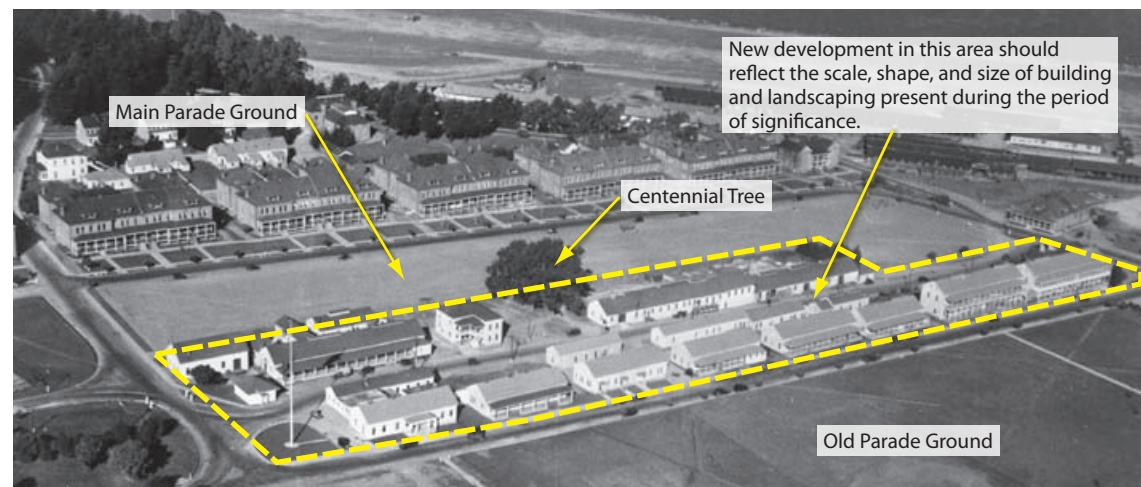 New development in this area should
reflect the scale, shape, and size of building
and landscaping present during the period
of significance.
Main Parade Ground
Centennial Tree
Old Parade Ground